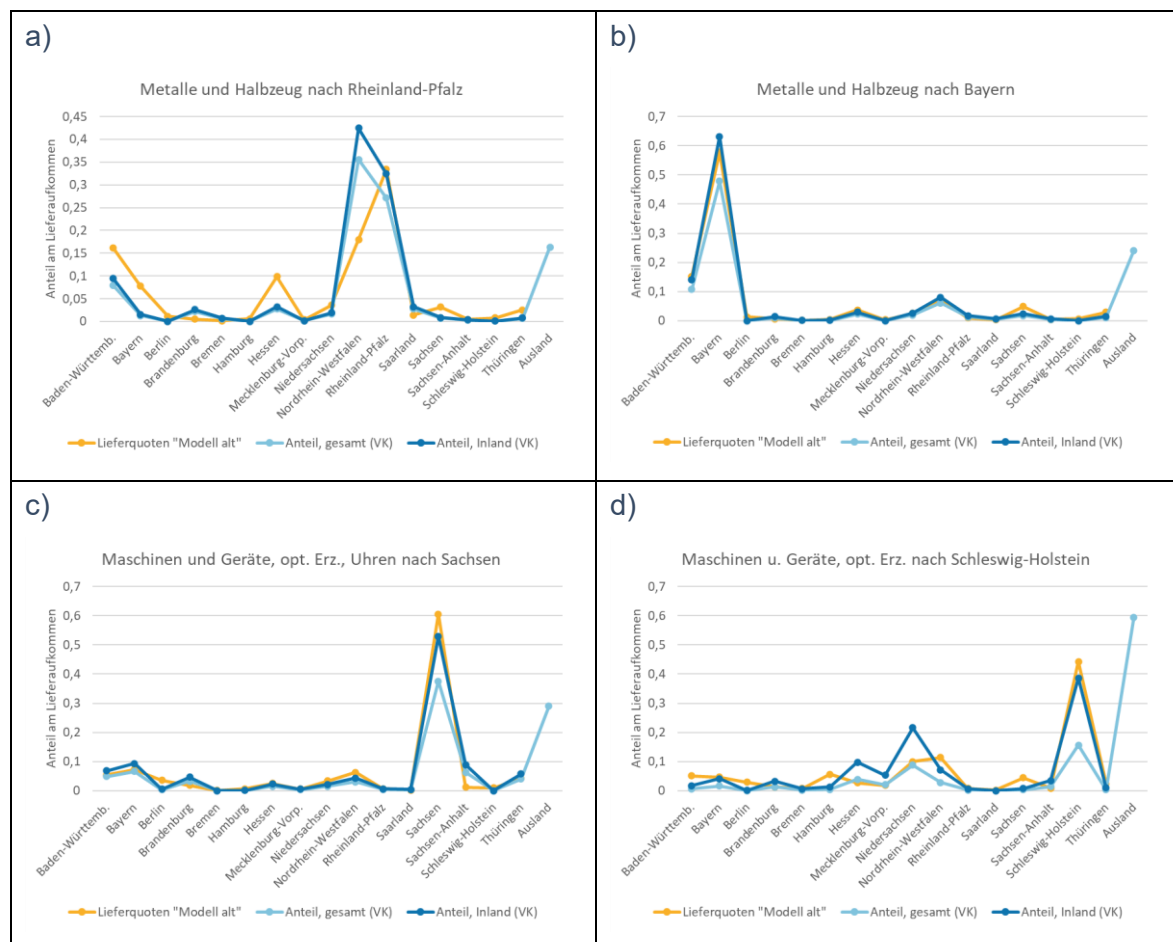 a)
Metalle und Halbzeug nach Rheinland-Pfalz
Anteil am Lieferaufkommen
0,45
0,4
0,35
0,3
0,25
0,2
0,15
0,1
0,05
0
Baden-Württemb.
Bayern
Berlin
Brandenburg
Bremen
Hamburg
Hessen
Mecklenburg-Vorp.
Niedersachsen
Nordrhein-Westfalen
Rheinland-Pfalz
Saarland
Sachsen
Sachsen-Anhalt
Schleswig-Holstein
Thüringen
Ausland
Lieferquoten "Modell alt" Anteil, gesamt (VK) Anteil, Inland (VK)
b)
Metalle und Halbzeug nach Bayern
Anteil am Lieferaufkommen
0,7
0,6
0,5
0,4
0,3
0,2
0,1
0
Baden-Württemb.
Bayern
Berlin
Brandenburg
Bremen
Hamburg
Hessen
Mecklenburg-Vorp.
Niedersachsen
Nordrhein-Westfalen
Rheinland-Pfalz
Saarland
Sachsen
Sachsen-Anhalt
Schleswig-Holstein
Thüringen
Ausland
Lieferquoten "Modell alt" Anteil, gesamt (VK) Anteil, Inland (VK)
c)
Maschinen und Geräte, opt. Erz., Uhren nach Sachsen
Anteil am Lieferaufkommen
0,7
0,6
0,5
0,4
0,3
0,2
0,1
0
Baden-Württemb.
Bayern
Berlin
Brandenburg
Bremen
Hamburg
Hessen
Mecklenburg-Vorp.
Niedersachsen
Nordrhein-Westfalen
Rheinland-Pfalz
Saarland
Sachsen
Sachsen-Anhalt
Schleswig-Holstein
Thüringen
Ausland
Lieferquoten "Modell alt" Anteil, gesamt (VK) Anteil, Inland (VK)
d)
Maschinen u. Geräte, opt. Erz. nach Schleswig-Holstein
Anteil am Lieferaufkommen
0,7
0,6
0,5
0,4
0,3
0,2
0,1
0
Baden-Württemb.
Bayern
Berlin
Brandenburg
Bremen
Hamburg
Hessen
Mecklenburg-Vorp.
Niedersachsen
Nordrhein-Westfalen
Rheinland-Pfalz
Saarland
Sachsen
Sachsen-Anhalt
Schleswig-Holstein
Thüringen
Ausland
Lieferquoten "Modell alt" Anteil, gesamt (VK) Anteil, Inland (VK)